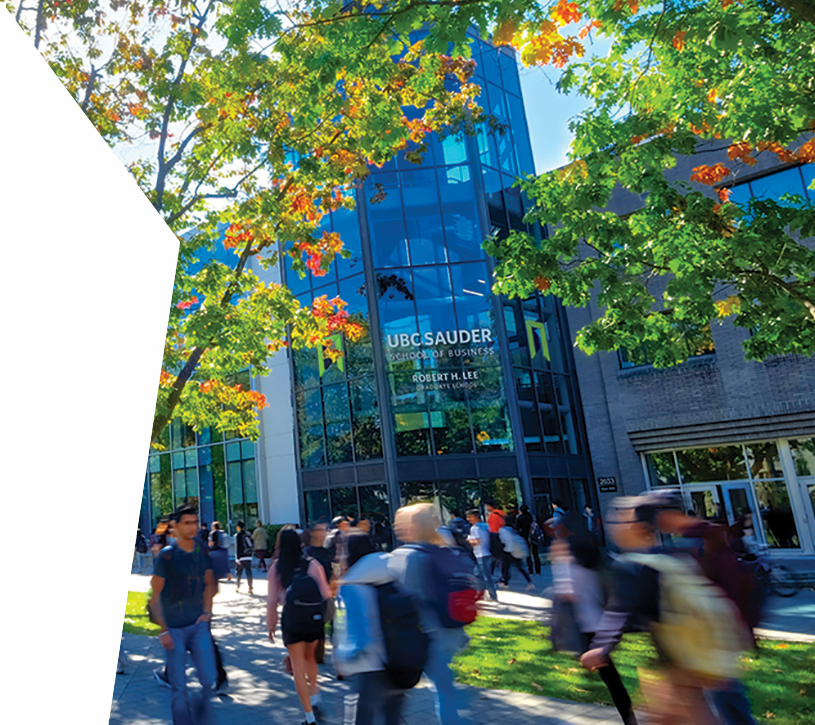 UBC SAUDER
SCHOOL OF BUSINESS
ROBERT H. LEE
GRADUATE SCHOOL
2053